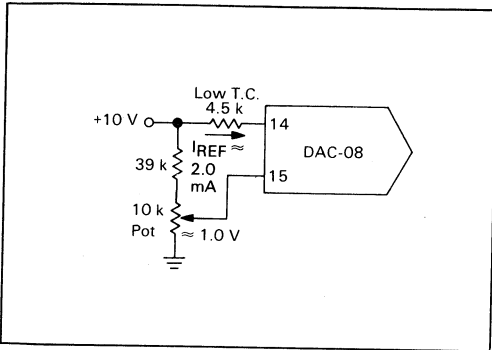 Low T.C.
4.5 k
+10 V
14
IREF ≈
2.0
mA
DAC-08
39 k
15
10 k
Pot
≈ 1.0 V